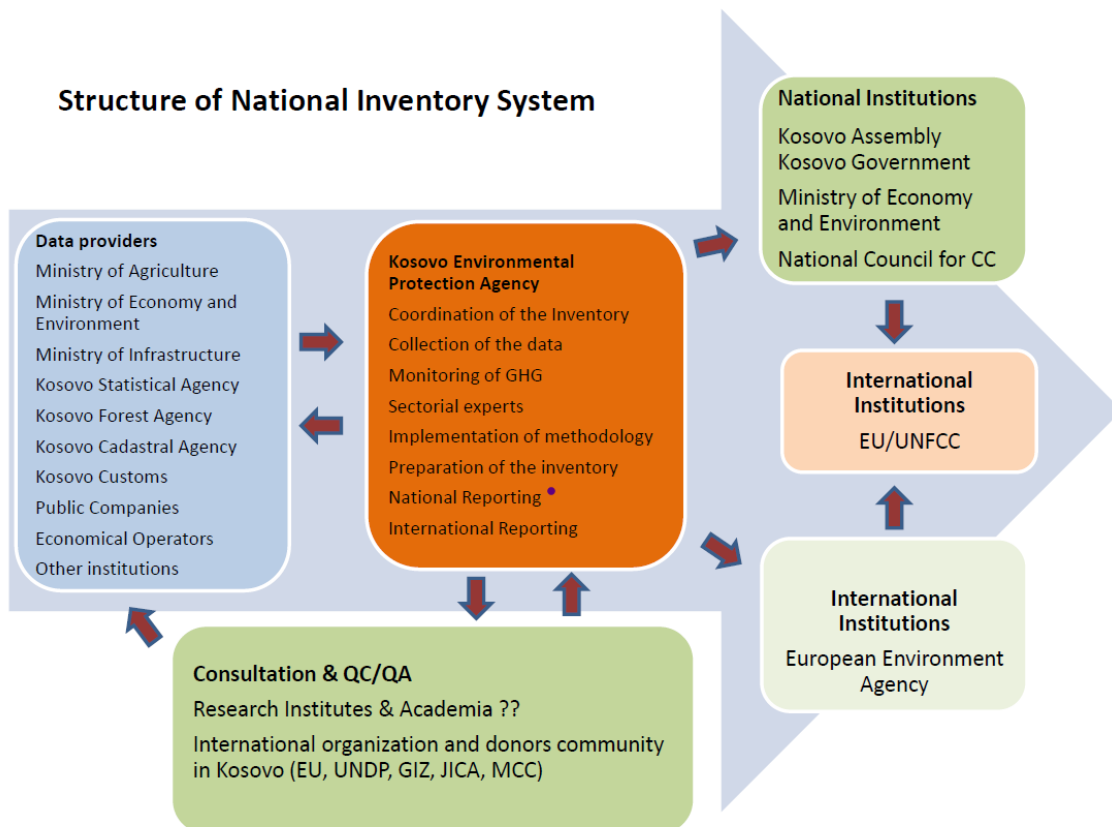 Structure of National Inventory System
Data providers
Ministry of Agriculture
Ministry of Economy and
Environment
Ministry of Infrastructure
Kosovo Statistical Agency
Kosovo Forest Agency
Kosovo Cadastral Agency
Kosovo Customs
Public Companies
Economical Operators
Other institutions
Kosovo Environmental
Protection Agency
Coordination of the Inventory
Collection of the data
Monitoring of GHG
Sectorial experts
Implementation of methodology
Preparation of the inventory
National Reporting
International Reporting
National Institutions
Kosovo Assembly
Kosovo Government
Ministry of Economy
and Environment
National Council for CC
International
Institutions
EU/UNFCC
International
Institutions
European Environment
Agency
Consultation & QC/QA
Research Institutes & Academia ??
International organization and donors community
in Kosovo (EU, UNDP, GIZ, JICA, MCC)